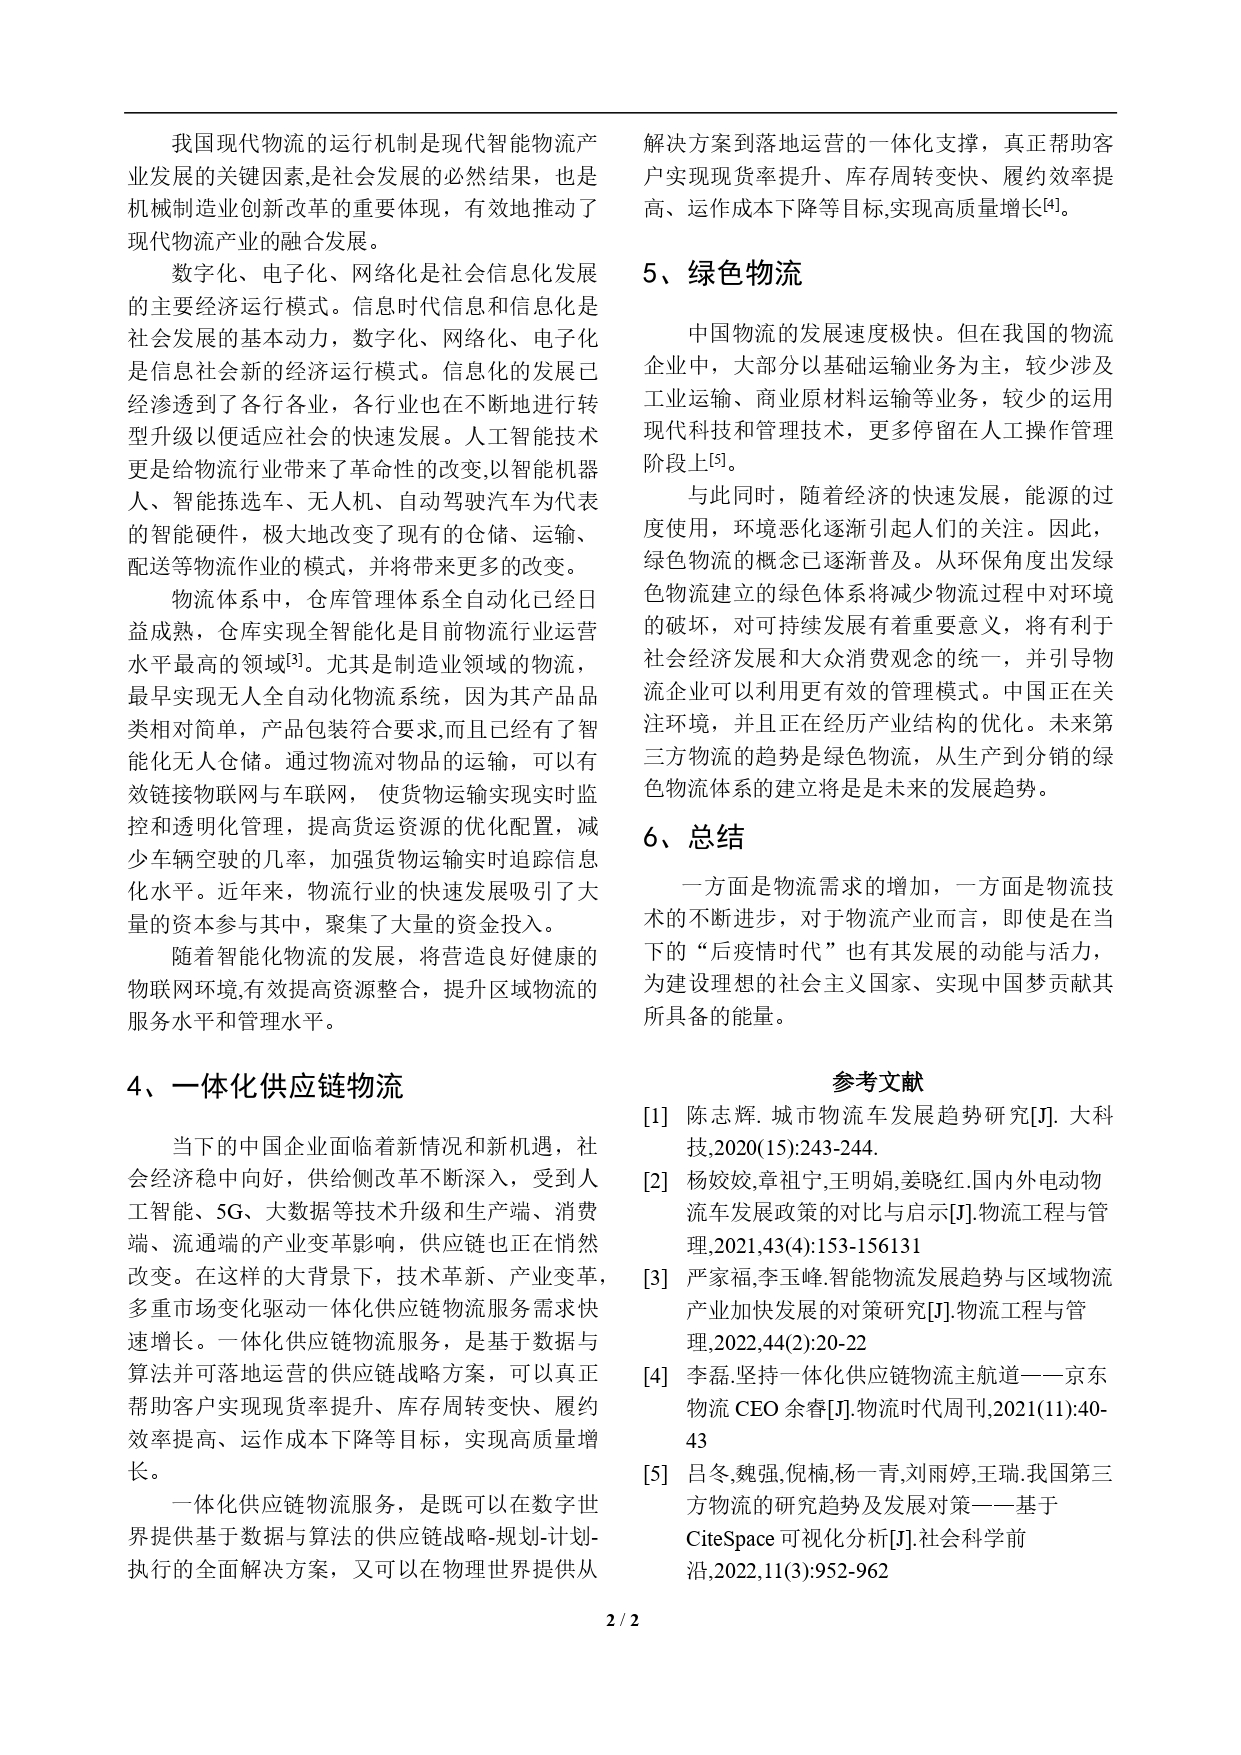 我国现代物流的运行机制是现代智能物流产
业发展的关键因素,是社会发展的必然结果，也是
机械制造业创新改革的重要体现，有效地推动了
现代物流产业的融合发展。
数字化、电子化、网络化是社会信息化发展
的主要经济运行模式。信息时代信息和信息化是
社会发展的基本动力，数字化、网络化、电子化
是信息社会新的经济运行模式。信息化的发展已
经渗透到了各行各业，各行业也在不断地进行转
型升级以便适应社会的快速发展。人工智能技术
更是给物流行业带来了革命性的改变,以智能机器
人、智能拣选车、无人机、自动驾驶汽车为代表
的智能硬件，极大地改变了现有的仓储、运输、
配送等物流作业的模式，并将带来更多的改变。
物流体系中，仓库管理体系全自动化已经日
益成熟，仓库实现全智能化是目前物流行业运营
水平最高的领域[3]。尤其是制造业领域的物流，
最早实现无人全自动化物流系统，因为其产品品
类相对简单，产品包装符合要求,而且已经有了智
能化无人仓储。通过物流对物品的运输，可以有
效链接物联网与车联网， 使货物运输实现实时监
控和透明化管理，提高货运资源的优化配置，减
少车辆空驶的几率，加强货物运输实时追踪信息
化水平。近年来，物流行业的快速发展吸引了大
量的资本参与其中，聚集了大量的资金投入。
随着智能化物流的发展，将营造良好健康的
物联网环境,有效提高资源整合，提升区域物流的
服务水平和管理水平。
4、一体化供应链物流
当下的中国企业面临着新情况和新机遇，社
会经济稳中向好，供给侧改革不断深入，受到人
工智能、5G、大数据等技术升级和生产端、消费
端、流通端的产业变革影响，供应链也正在悄然
改变。在这样的大背景下，技术革新、产业变革，
多重市场变化驱动一体化供应链物流服务需求快
速增长。一体化供应链物流服务，是基于数据与
算法并可落地运营的供应链战略方案，可以真正
帮助客户实现现货率提升、库存周转变快、履约
效率提高、运作成本下降等目标，实现高质量增
长。
一体化供应链物流服务，是既可以在数字世
界提供基于数据与算法的供应链战略-规划-计划-
执行的全面解决方案，又可以在物理世界提供从
解决方案到落地运营的一体化支撑，真正帮助客
户实现现货率提升、库存周转变快、履约效率提
高、运作成本下降等目标,实现高质量增长[4]。
5、绿色物流
中国物流的发展速度极快。但在我国的物流
企业中，大部分以基础运输业务为主，较少涉及
工业运输、商业原材料运输等业务，较少的运用
现代科技和管理技术，更多停留在人工操作管理
阶段上[5]。
与此同时，随着经济的快速发展，能源的过
度使用，环境恶化逐渐引起人们的关注。因此，
绿色物流的概念已逐渐普及。从环保角度出发绿
色物流建立的绿色体系将减少物流过程中对环境
的破坏，对可持续发展有着重要意义，将有利于
社会经济发展和大众消费观念的统一，并引导物
流企业可以利用更有效的管理模式。中国正在关
注环境，并且正在经历产业结构的优化。未来第
三方物流的趋势是绿色物流，从生产到分销的绿
色物流体系的建立将是是未来的发展趋势。
6、总结
一方面是物流需求的增加，一方面是物流技
术的不断进步，对于物流产业而言，即使是在当
下的“后疫情时代”也有其发展的动能与活力，
为建设理想的社会主义国家、实现中国梦贡献其
所具备的能量。
参考文献
[1] 陈志辉. 城市物流车发展趋势研究[J]. 大科
技,2020(15):243-244.
[2] 杨姣姣,章祖宁,王明娟,姜晓红.国内外电动物
流车发展政策的对比与启示[J].物流工程与管
理,2021,43(4):153-156131
[3] 严家福,李玉峰.智能物流发展趋势与区域物流
产业加快发展的对策研究[J].物流工程与管
理,2022,44(2):20-22
[4] 李磊.坚持一体化供应链物流主航道——京东
物流 CEO 余睿[J].物流时代周刊,2021(11):40-
43
[5] 吕冬,魏强,倪楠,杨一青,刘雨婷,王瑞.我国第三
方物流的研究趋势及发展对策——基于
CiteSpace 可视化分析[J].社会科学前
沿,2022,11(3):952-962
2 / 2